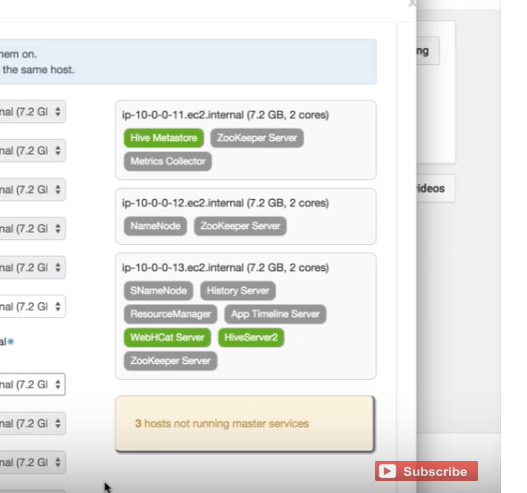 x
hem on.
the same host.
ng
nal (7.2 GI
ip-10-0-0-11.ec2.internal (7.2 GB, 2 cores)
Hive Metastore ZooKeeper Server
Metrics Collector
nal (7.2 GI
nal (7.2 GI
ideos
ip-10-0-0-12.ec2.internal (7.2 GB, 2 cores)
NameNode ZooKeeper Server
nal (7.2 GI
nal (7.2 GI
ip-10-0-0-13.ec2.internal (7.2 GB, 2 cores)
SNameNode History Server
nal (7.2 GI
ResourceManager App Timeline Server
WebHCat Server HiveServer2
al
ZooKeeper Server
nal (7.2 GI
nal (7.2 GI
3 hosts not running master services
nal (7.2 GI
Subscribe